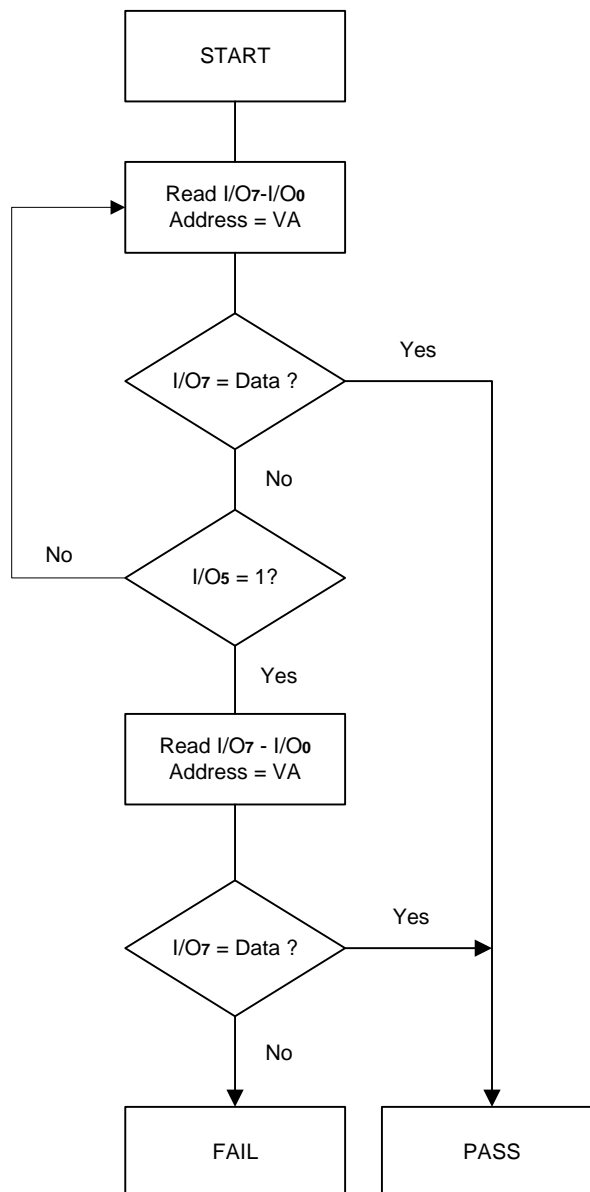 START
Read I/O7-I/O0
Address = VA
Yes
I/O7 = Data ?
No
No
I/O5 = 1?
Yes
Read I/O7 - I/O0
Address = VA
Yes
I/O7 = Data ?
No
FAIL
PASS